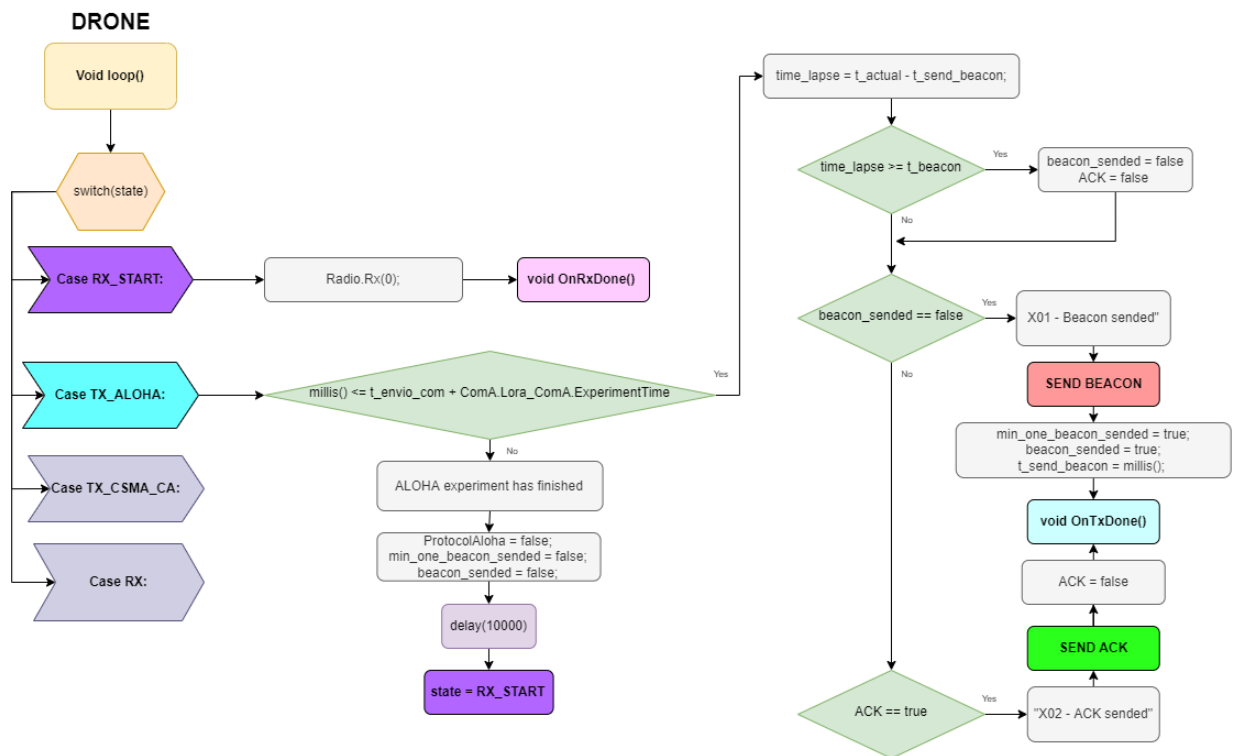 DRONE
Void loop()
switch(state)
Case RX_START:
Radio.Rx(0);
void OnRxDone()
Case TX_ALOHA:
millis() <= t_envio_com + ComA.Lora_ComA.ExperimentTime
Yes
No
ALOHA experiment has finished
ProtocolAloha = false;
min_one_beacon_sended = false;
beacon_sended = false;
delay(10000)
state = RX_START
Case TX_CSMA_CA:
Case RX:
time_lapse = t_actual - t_send_beacon;
time_lapse >= t_beacon
Yes
beacon_sended = false
ACK = false
No
beacon_sended == false
Yes
X01 - Beacon sended"
SEND BEACON
min_one_beacon_sended = true;
beacon_sended = true;
t_send_beacon = millis();
void OnTxDone()
ACK = false
SEND ACK
"X02 - ACK sended"
No
ACK == true
Yes